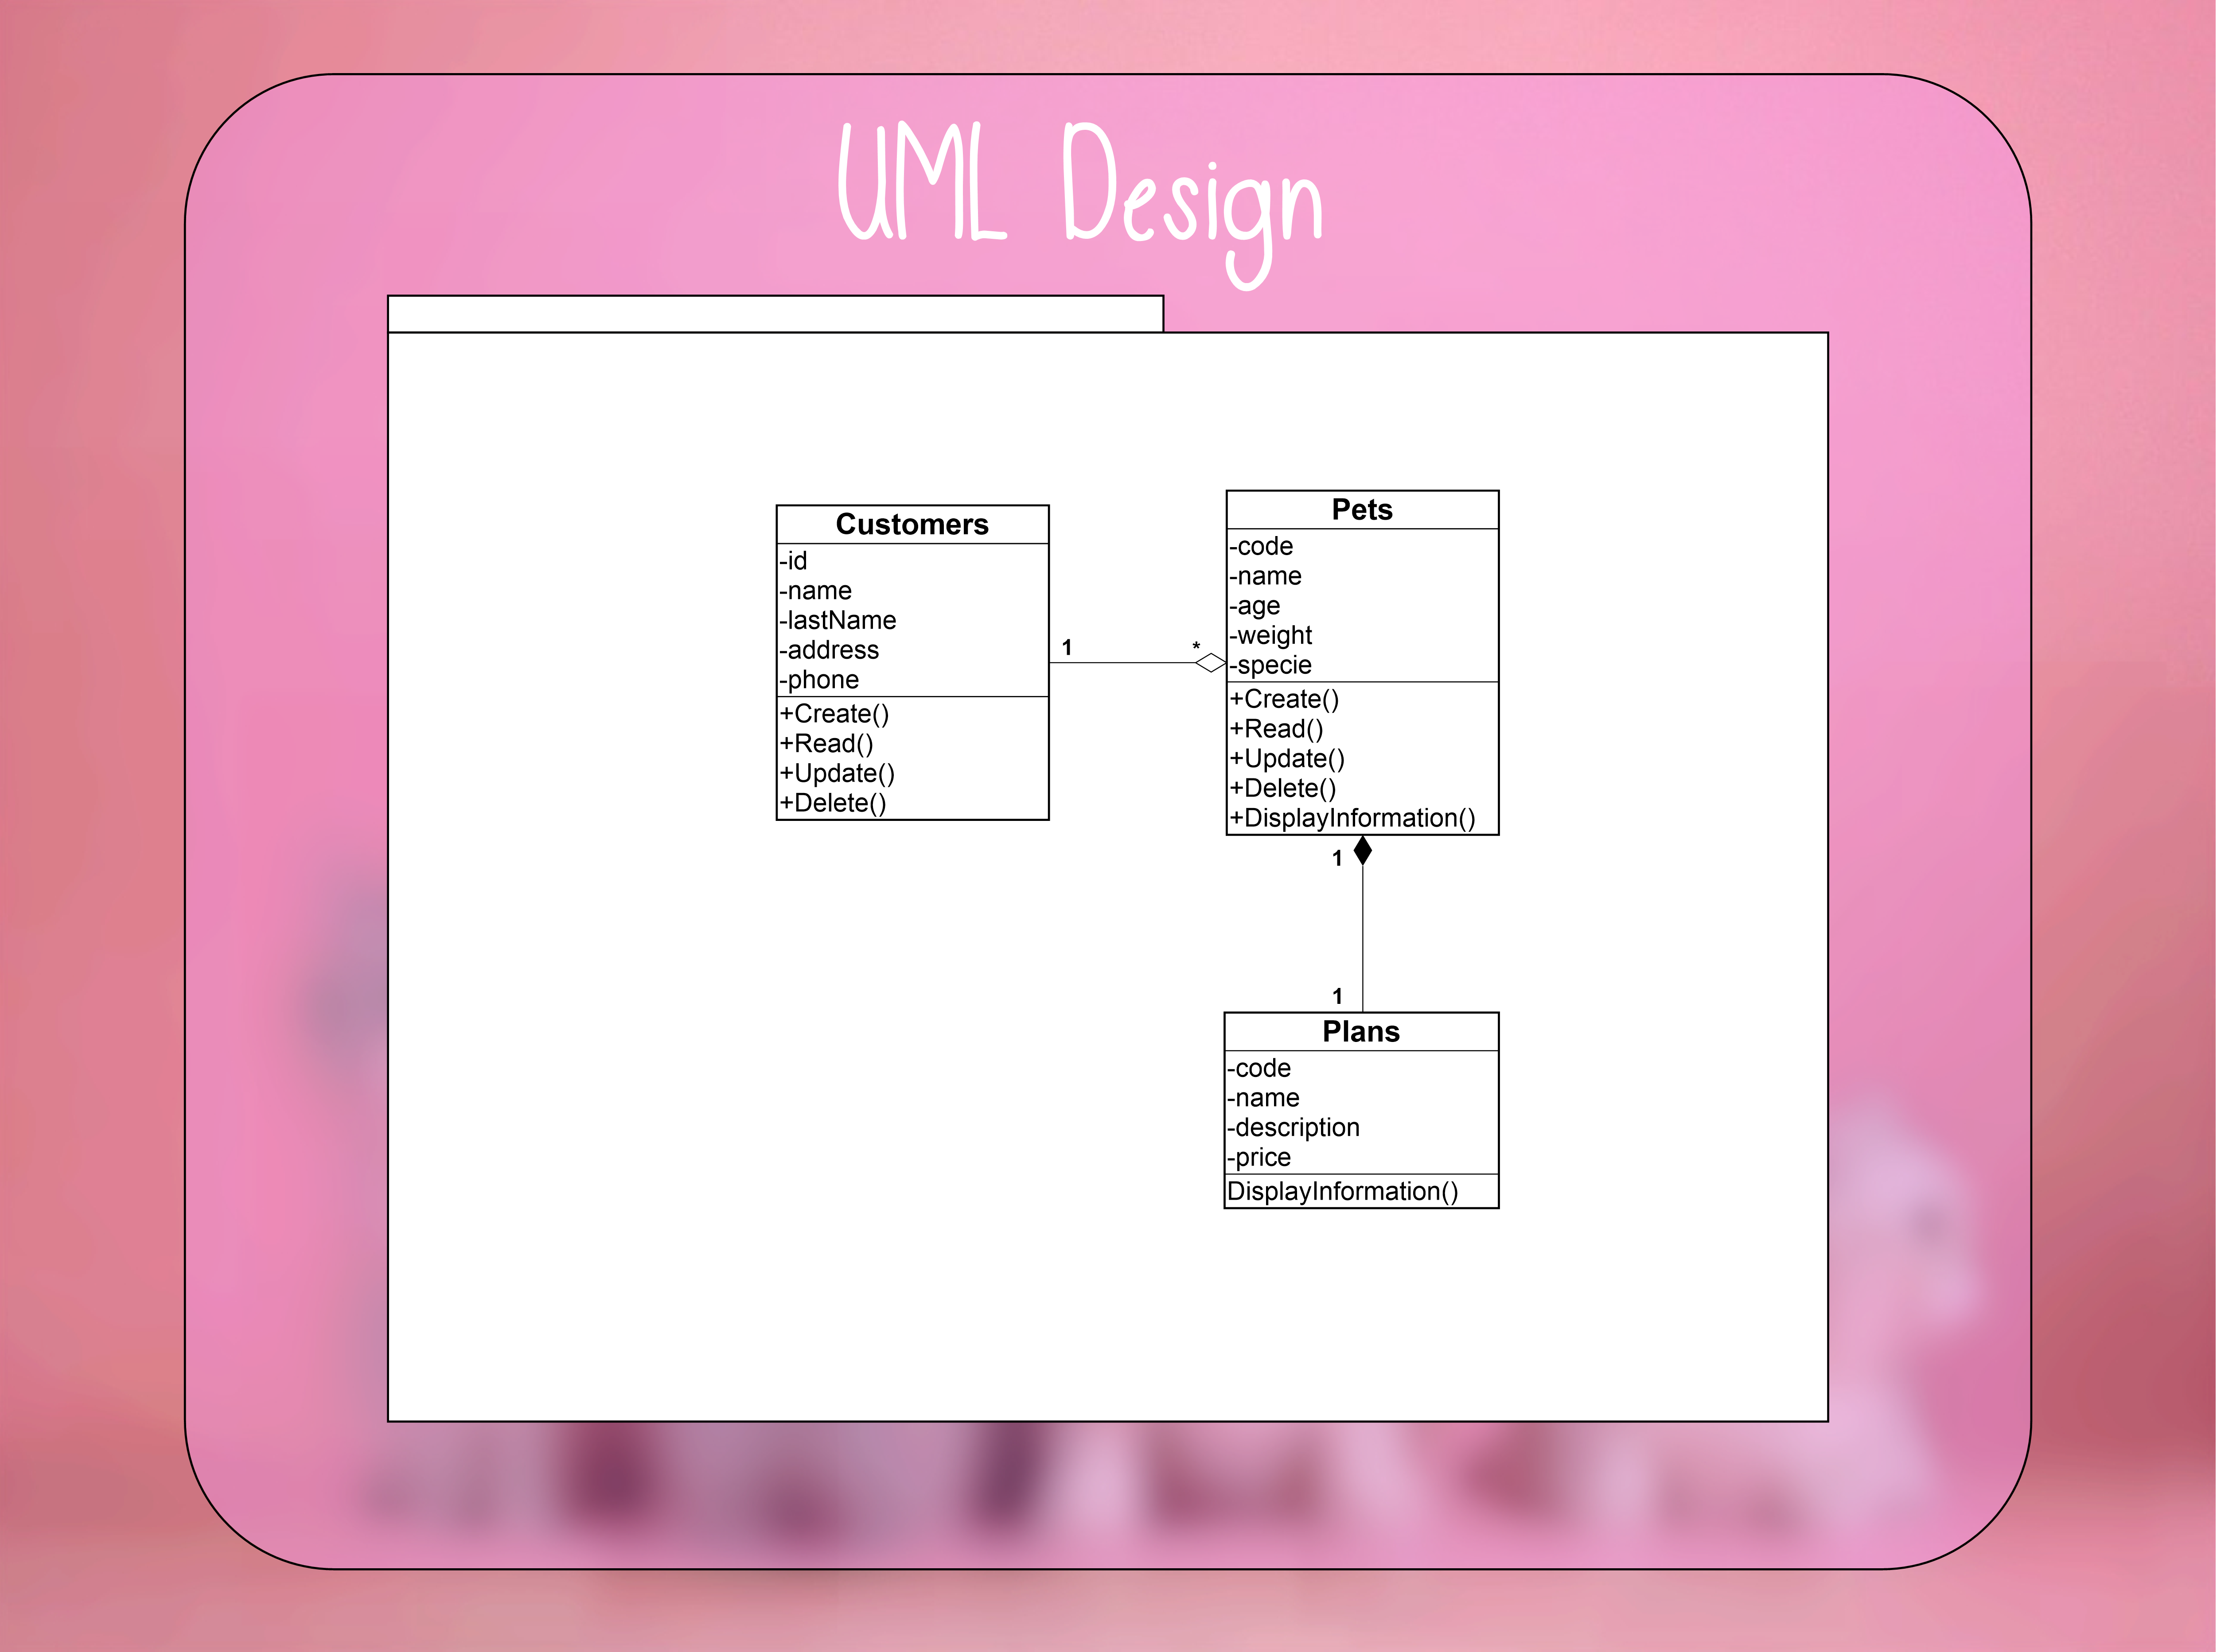 UML Design
Customers
-id
-name
-lastName
-address
-phone
+Create()
+Read()
+Update()
+Delete()
1
*
Pets
-code
-name
-age
-weight
-specie
+Create()
+Read()
+Update()
+Delete()
+DisplayInformation()
1
1
Plans
-code
-name
-description
-price
DisplayInformation()